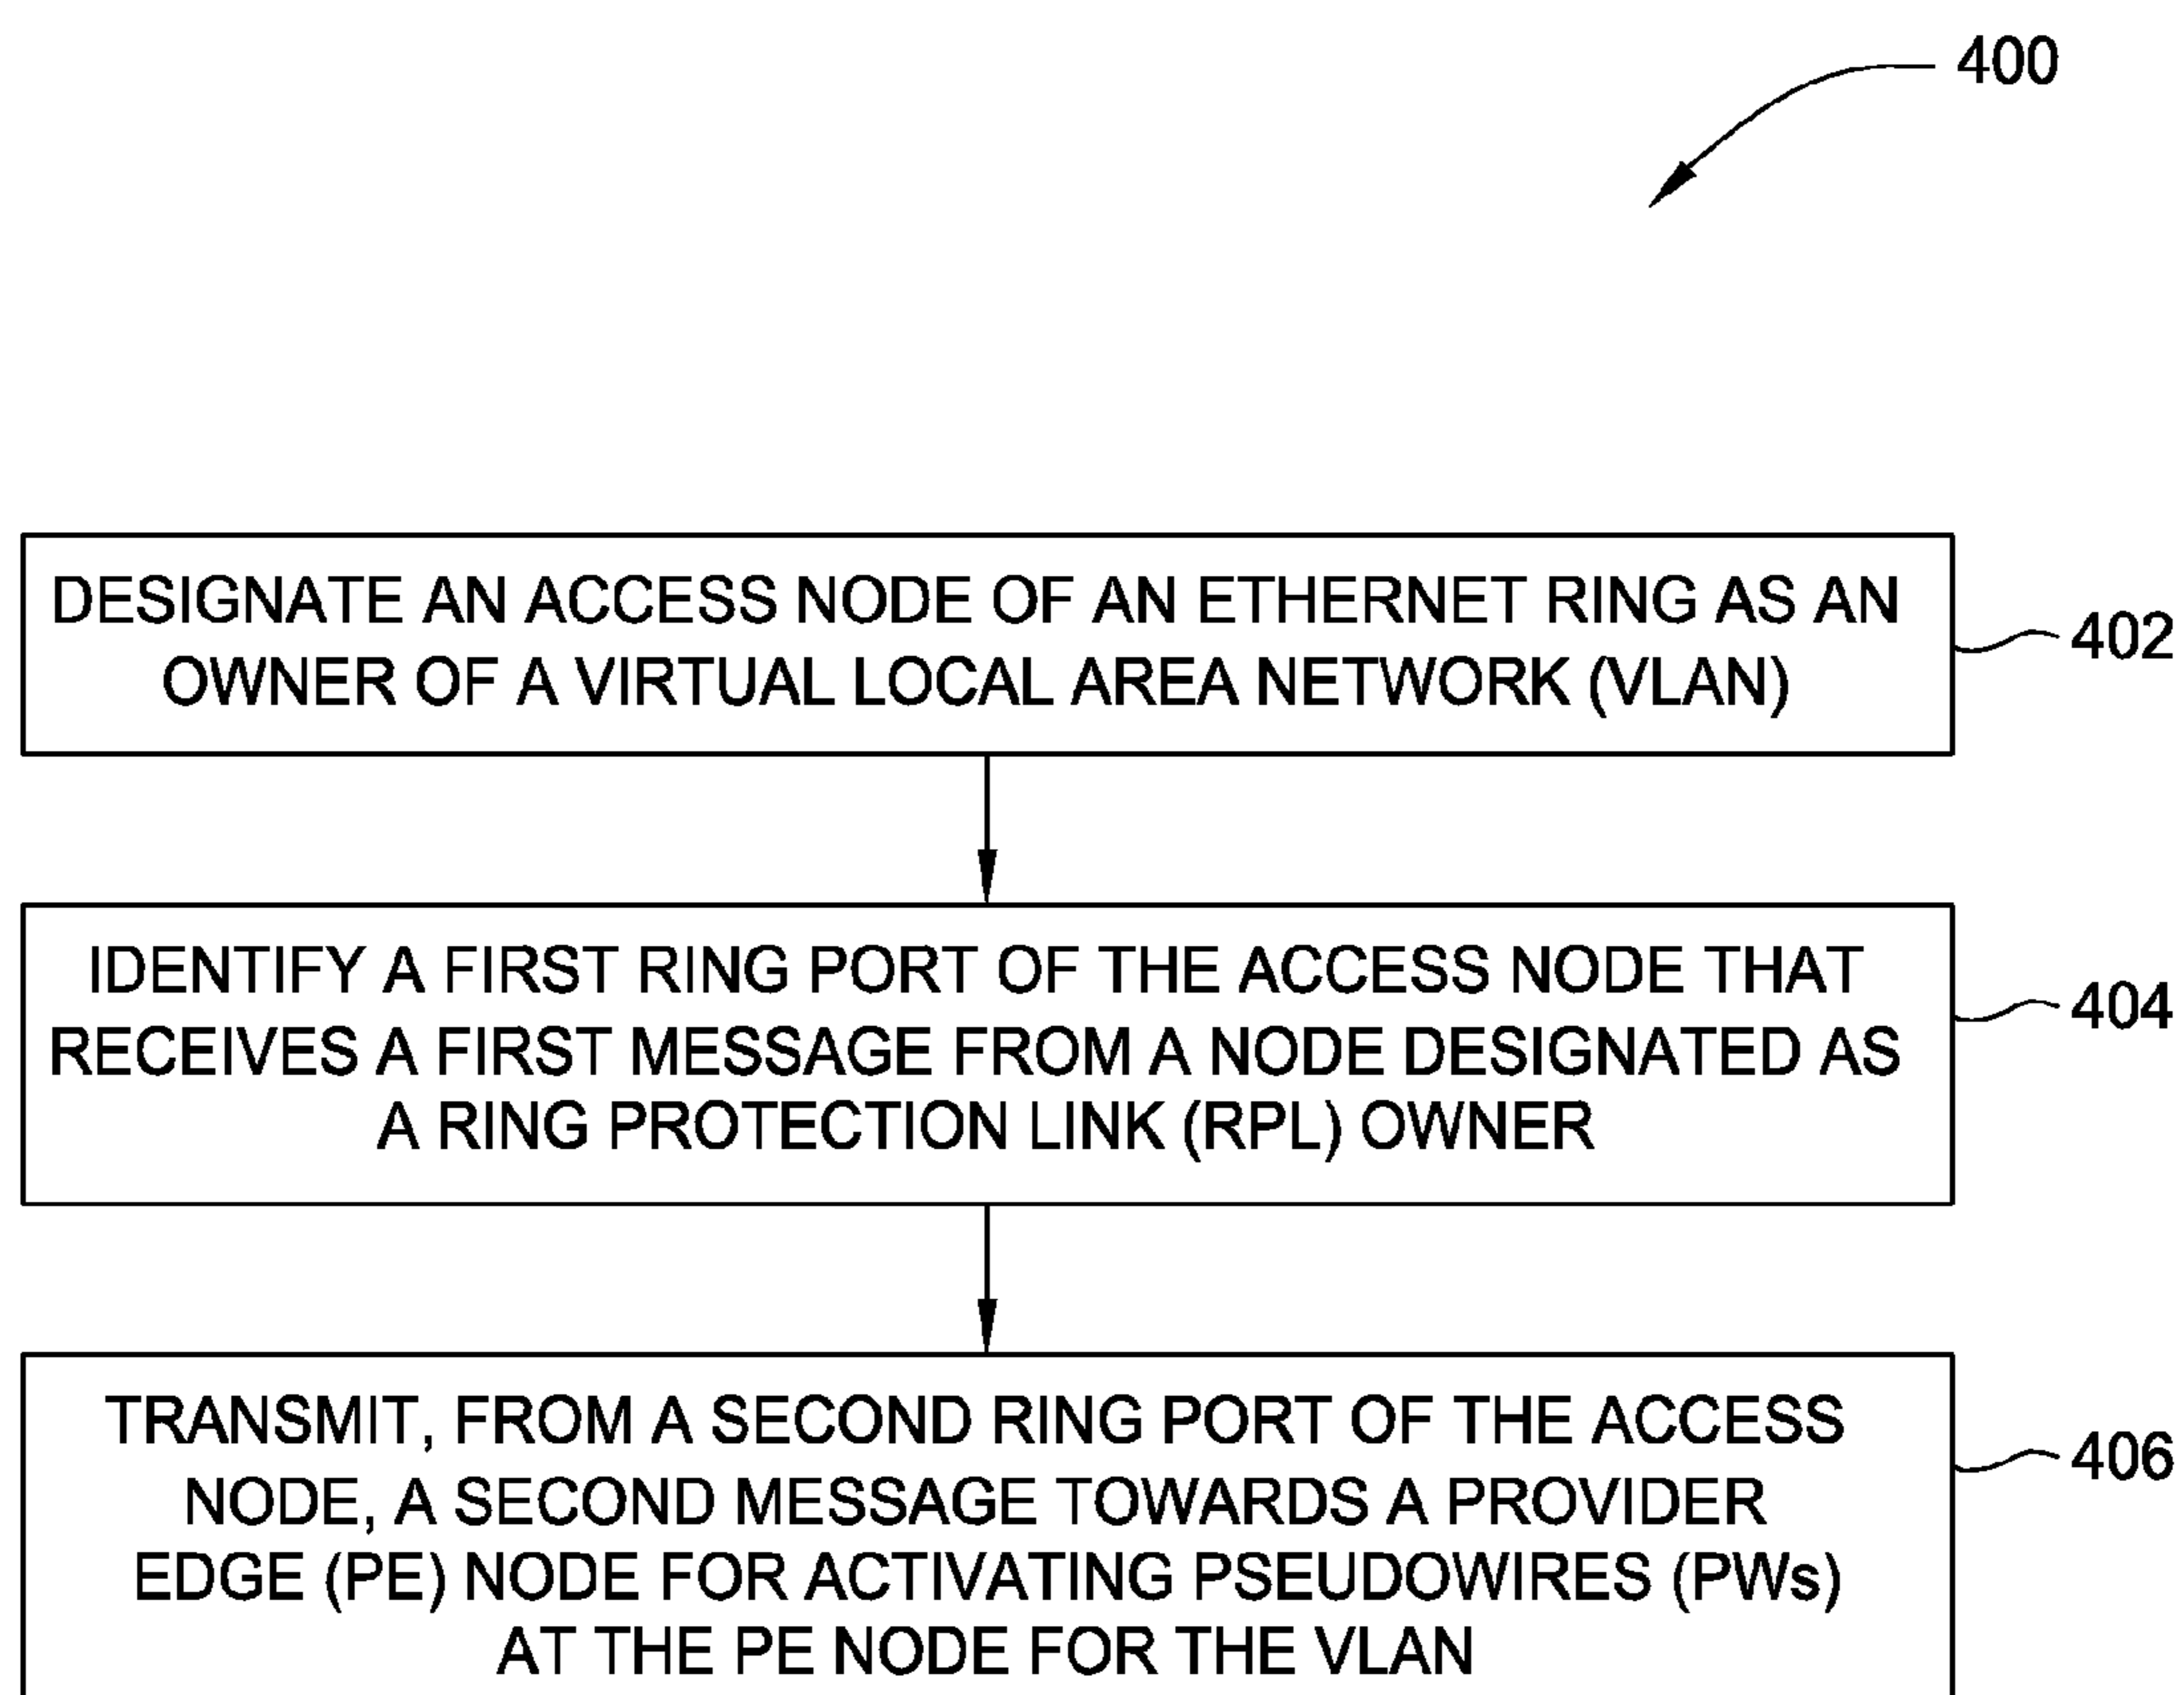 400
DESIGNATE AN ACCESS NODE OF AN ETHERNET RING AS AN
OWNER OF A VIRTUAL LOCAL AREA NETWORK (VLAN)
402
IDENTIFY A FIRST RING PORT OF THE ACCESS NODE THAT
RECEIVES A FIRST MESSAGE FROM A NODE DESIGNATED AS
A RING PROTECTION LINK (RPL) OWNER
404
TRANSMIT, FROM A SECOND RING PORT OF THE ACCESS
NODE, A SECOND MESSAGE TOWARDS A PROVIDER
EDGE (PE) NODE FOR ACTIVATING PSEUDOWIRES (PWs)
AT THE PE NODE FOR THE VLAN
406